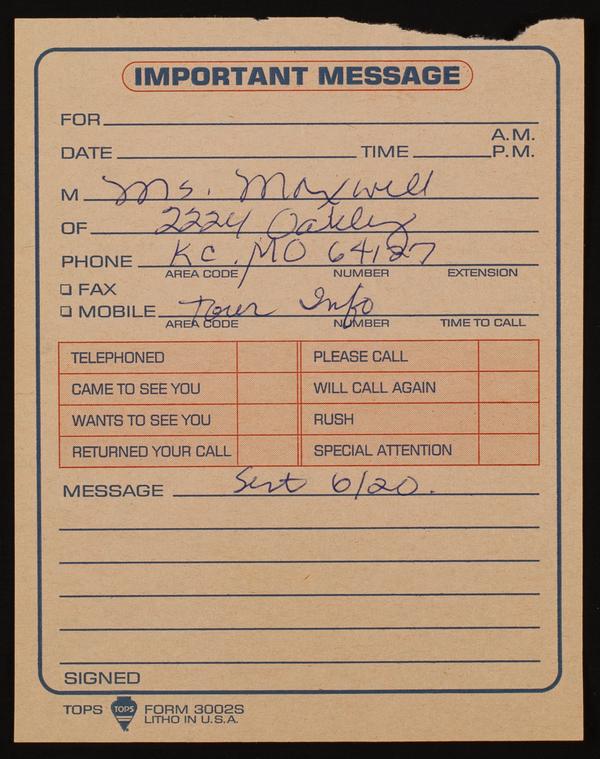 IMPORTANT MESSAGE
FOR
A.M.
DATE TIME P.M.
M Ms. Maxwell
OF 2224 Oakley
PHONE KC. MO 64127
AREA CODE NUMBER EXTENSION
☐ FAX
☐ MOBILE Tour Info
AREA CODE NUMBER TIME TO CALL
TELEPHONED PLEASE CALL
CAME TO SEE YOU WILL CALL AGAIN
WANTS TO SEE YOU RUSH
RETURNED YOUR CALL SPECIAL ATTENTION
MESSAGE Sent 6/20.
SIGNED
TOPS TOPS FORM 3002S
LITHO IN U.S.A.